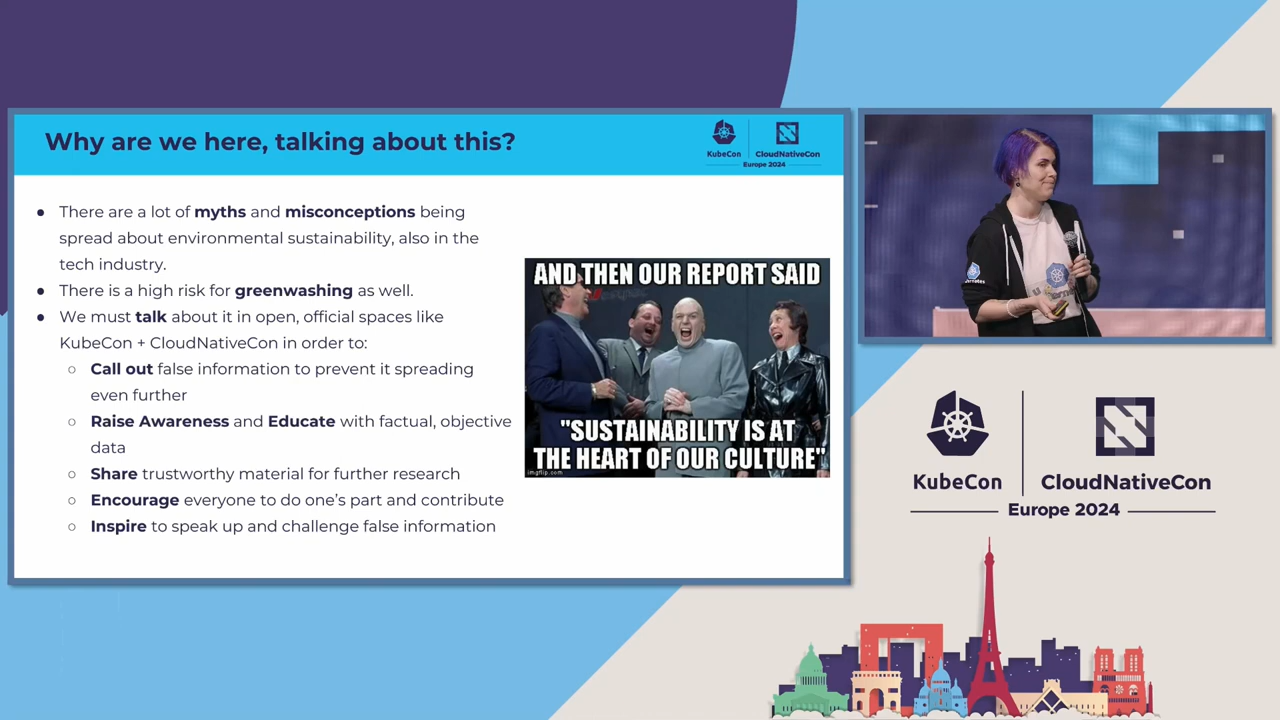 Why are we here, talking about this?
KubeCon
CloudNativeCon
Europe 2024
● There are a lot of myths and misconceptions being
spread about environmental sustainability, also in the
tech industry.
● There is a high risk for greenwashing as well.
● We must talk about it in open, official spaces like
KubeCon + CloudNativeCon in order to:
○ Call out false information to prevent it spreading
even further
○ Raise Awareness and Educate with factual, objective
data
○ Share trustworthy material for further research
○ Encourage everyone to do one's part and contribute
○ Inspire to speak up and challenge false information
AND THEN OUR REPORT SAID
"SUSTAINABILITY IS AT
THE HEART OF OUR CULTURE"
imgflip.com
KubeCon
CloudNativeCon
Europe 2024